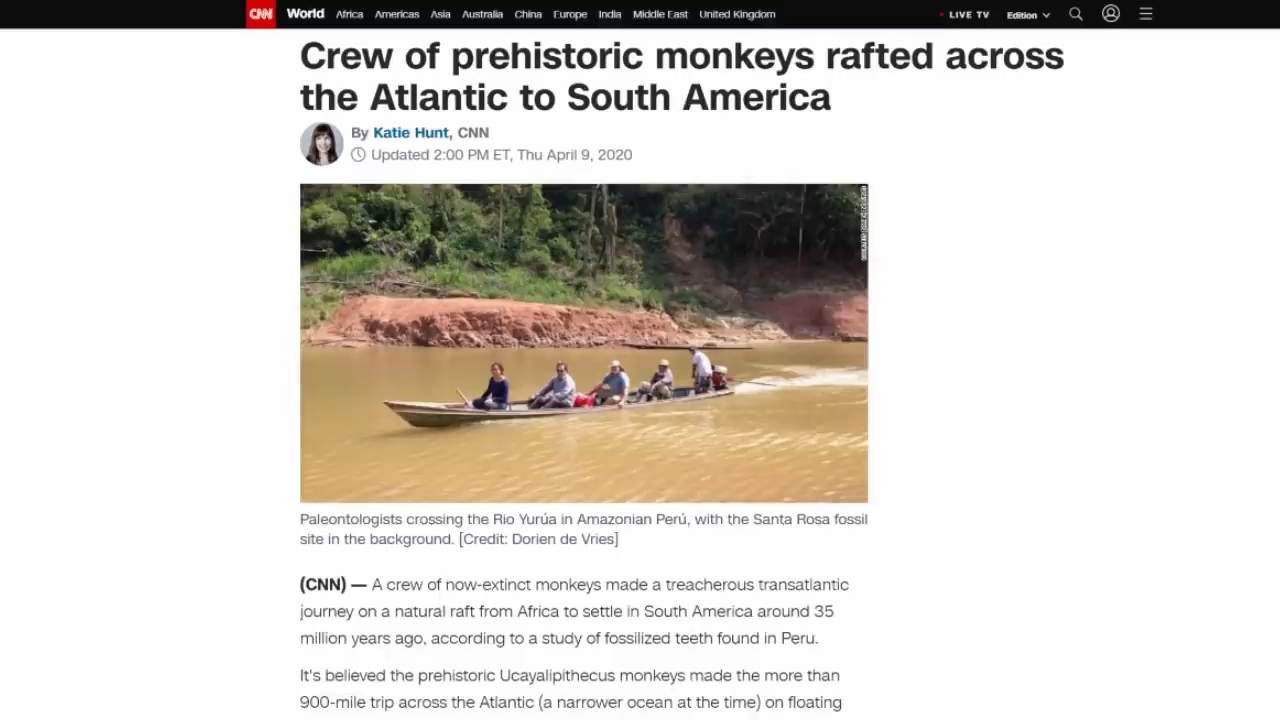 CNN World Africa Americas Asia Australia China Europe India Middle East United Kingdom LIVE TV Edition
Crew of prehistoric monkeys rafted across
the Atlantic to South America
By Katie Hunt, CNN
Updated 2:00 PM ET, Thu April 9, 2020
Paleontologists crossing the Rio Yurúa in Amazonian Perú, with the Santa Rosa fossil
site in the background. [Credit: Dorien de Vries]
(CNN) — A crew of now-extinct monkeys made a treacherous transatlantic
journey on a natural raft from Africa to settle in South America around 35
million years ago, according to a study of fossilized teeth found in Peru.
It's believed the prehistoric Ucayalipithecus monkeys made the more than
900-mile trip across the Atlantic (a narrower ocean at the time) on floating